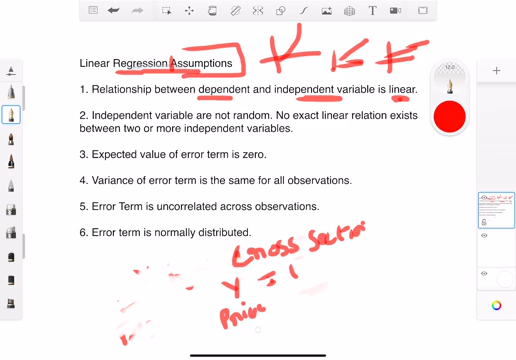 Linear Regression Assumptions
1. Relationship between dependent and independent variable is linear.
2. Independent variable are not random. No exact linear relation exists
between two or more independent variables.
3. Expected value of error term is zero.
4. Variance of error term is the same for all observations.
5. Error Term is uncorrelated across observations.
6. Error term is normally distributed.
Cross Section
Y =